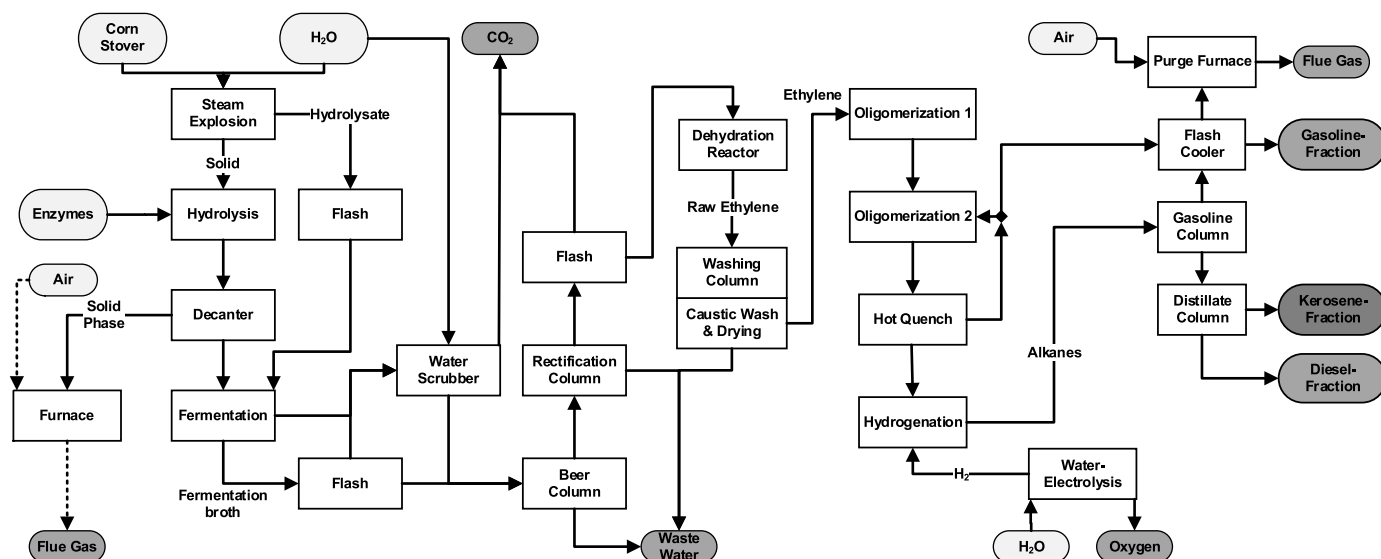 Corn
Stover
H₂O
CO₂
Air
Purge Furnace
Flue Gas
Steam
Explosion
Hydrolysate
Ethylene
Oligomerization 1
Dehydration
Reactor
Flash
Cooler
Gasoline-
Fraction
Solid
Enzymes
Hydrolysis
Flash
Raw Ethylene
Oligomerization 2
Gasoline
Column
Flash
Washing
Column
Air
Solid
Phase
Decanter
Caustic Wash
& Drying
Hot Quench
Distillate
Column
Kerosene-
Fraction
Water
Scrubber
Rectification
Column
Alkanes
Diesel-
Fraction
Furnace
Fermentation
Hydrogenation
Fermentation
broth
Flash
Beer
Column
H₂
Water-
Electrolysis
Flue Gas
Waste
Water
H₂O
Oxygen